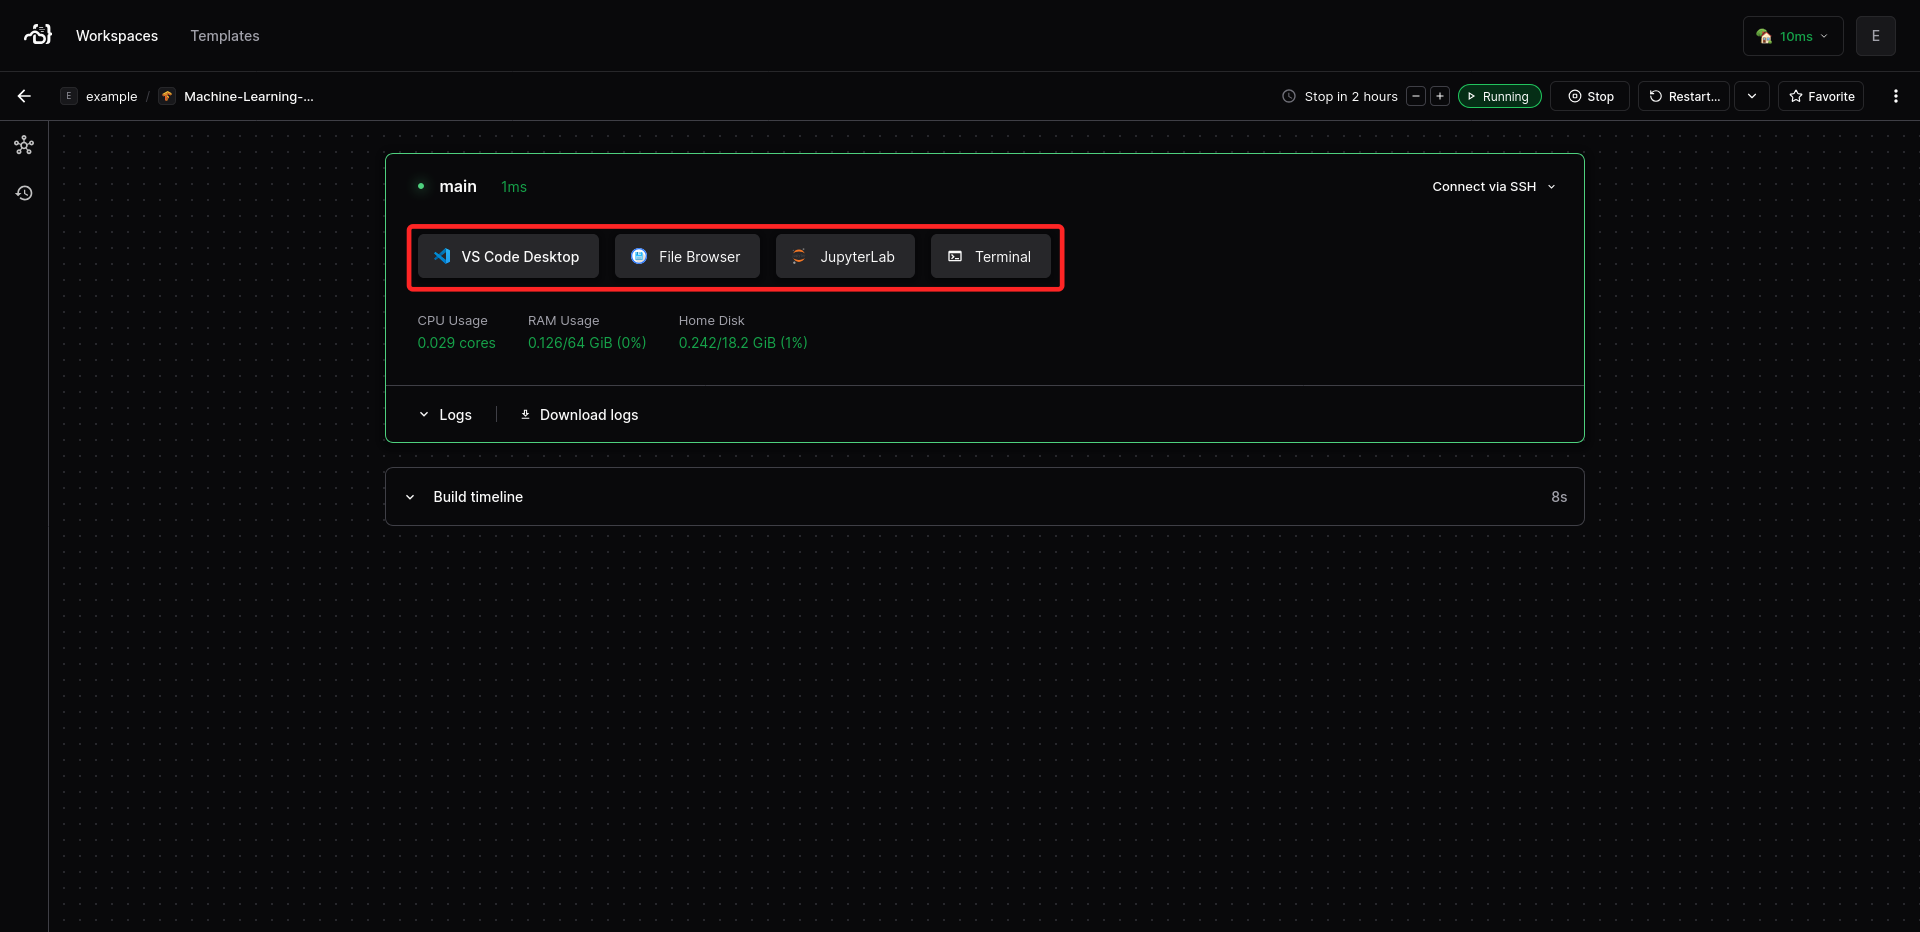 Workspaces Templates 10ms E
E example / Machine-Learning-... Stop in 2 hours Running Stop Restart... Favorite
main 1ms Connect via SSH
VS Code Desktop File Browser JupyterLab Terminal
CPU Usage RAM Usage Home Disk
0.029 cores 0.126/64 GiB (0%) 0.242/18.2 GiB (1%)
Logs Download logs
Build timeline 8s